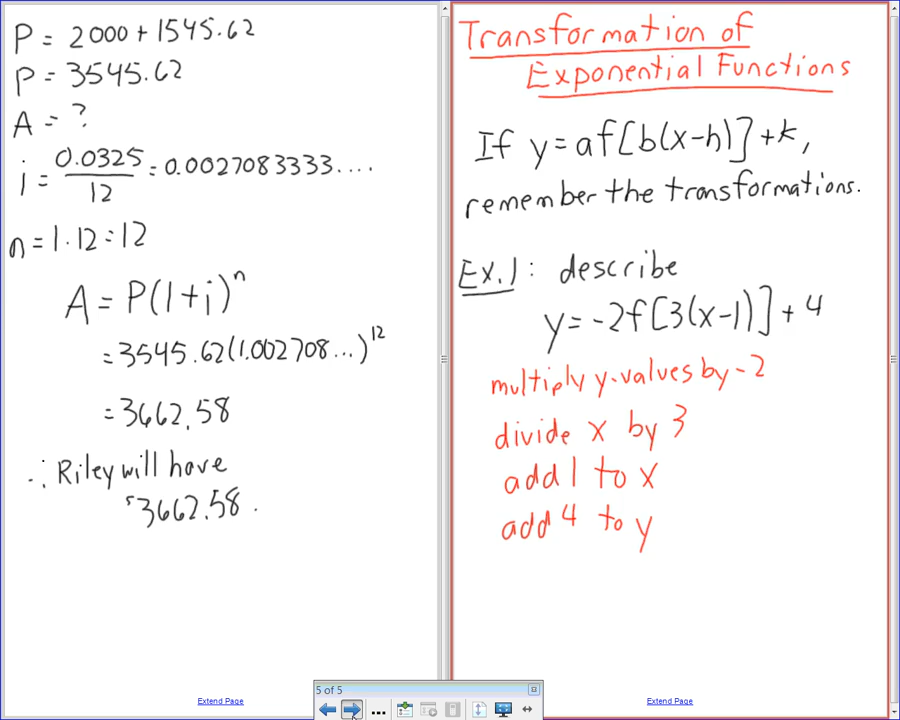 P = 2000 + 1545.62
P = 3545.62
A = ?
i = 0.0325/12 = 0.0027083333....
n = 1·12 = 12
A = P(1+i)^n
= 3545.62(1.002708...)^12
= 3662.58
∴ Riley will have
$3662.58.
Extend Page
Transformation of
Exponential Functions
If y = af[b(x-h)] + k,
remember the transformations.
Ex.1: describe
y = -2f[3(x-1)] + 4
multiply y-values by -2
divide x by 3
add 1 to x
add 4 to y
Extend Page
5 of 5